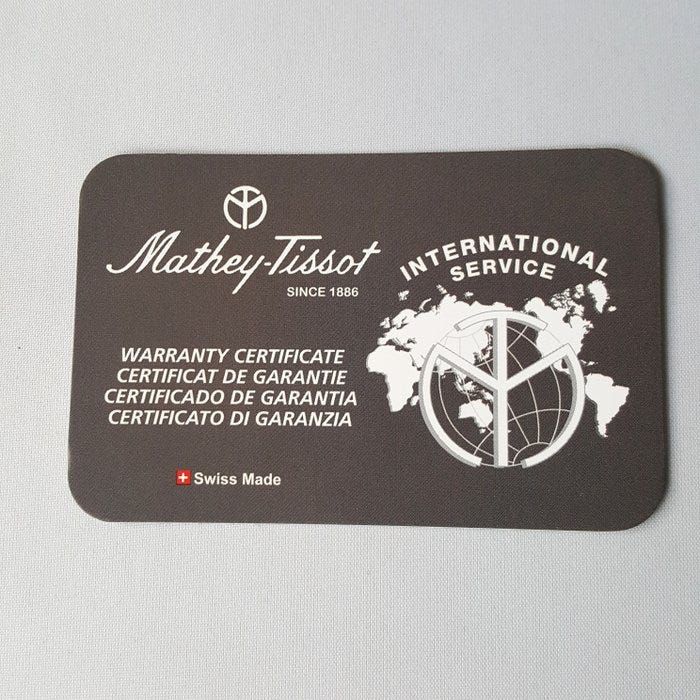 Mathey-Tissot
SINCE 1886
INTERNATIONAL
SERVICE
WARRANTY CERTIFICATE
CERTIFICAT DE GARANTIE
CERTIFICADO DE GARANTIA
CERTIFICATO DI GARANZIA
Swiss Made